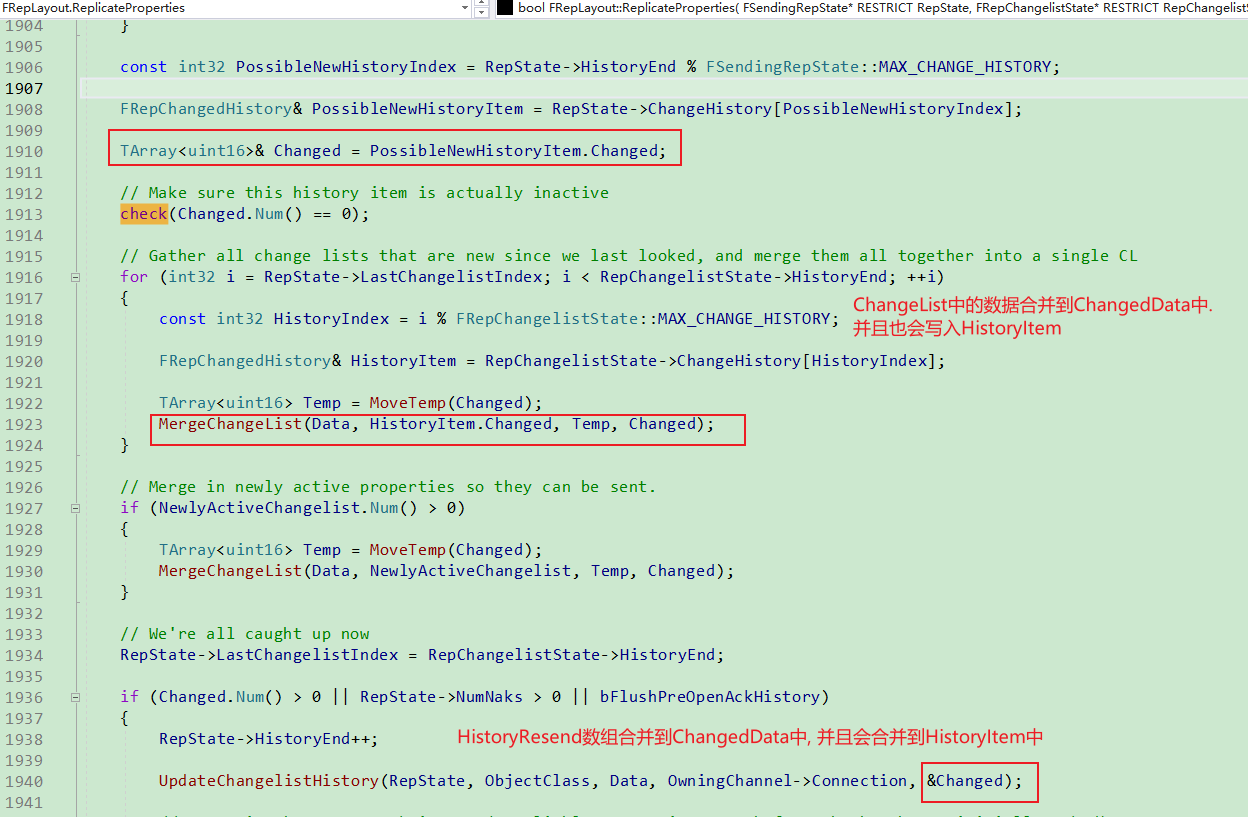 FRepLayout.ReplicateProperties
bool FRepLayout::ReplicateProperties( FSendingRepState* RESTRICT RepState, FRepChangelistState* RESTRICT RepChangelistS
1904 }
1905
1906 const int32 PossibleNewHistoryIndex = RepState->HistoryEnd % FSendingRepState::MAX_CHANGE_HISTORY;
1907
1908 FRepChangedHistory& PossibleNewHistoryItem = RepState->ChangeHistory[PossibleNewHistoryIndex];
1909
1910 TArray<uint16>& Changed = PossibleNewHistoryItem.Changed;
1911
1912 // Make sure this history item is actually inactive
1913 check(Changed.Num() == 0);
1914
1915 // Gather all change lists that are new since we last looked, and merge them all together into a single CL
1916 for (int32 i = RepState->LastChangelistIndex; i < RepChangelistState->HistoryEnd; ++i)
1917 {
ChangeList中的数据合并到ChangedData中.
1918 const int32 HistoryIndex = i % FRepChangelistState::MAX_CHANGE_HISTORY;
并且也会写入HistoryItem
1919
1920 FRepChangedHistory& HistoryItem = RepChangelistState->ChangeHistory[HistoryIndex];
1921
1922 TArray<uint16> Temp = MoveTemp(Changed);
1923 MergeChangeList(Data, HistoryItem.Changed, Temp, Changed);
1924 }
1925
1926 // Merge in newly active properties so they can be sent.
1927 if (NewlyActiveChangelist.Num() > 0)
1928 {
1929 TArray<uint16> Temp = MoveTemp(Changed);
1930 MergeChangeList(Data, NewlyActiveChangelist, Temp, Changed);
1931 }
1932
1933 // We're all caught up now
1934 RepState->LastChangelistIndex = RepChangelistState->HistoryEnd;
1935
1936 if (Changed.Num() > 0 || RepState->NumNaks > 0 || bFlushPreOpenAckHistory)
1937 {
1938 RepState->HistoryEnd++;
HistoryResend数组合并到ChangedData中, 并且会合并到HistoryItem中
1939
1940 UpdateChangelistHistory(RepState, ObjectClass, Data, OwningChannel->Connection, &Changed);
1941